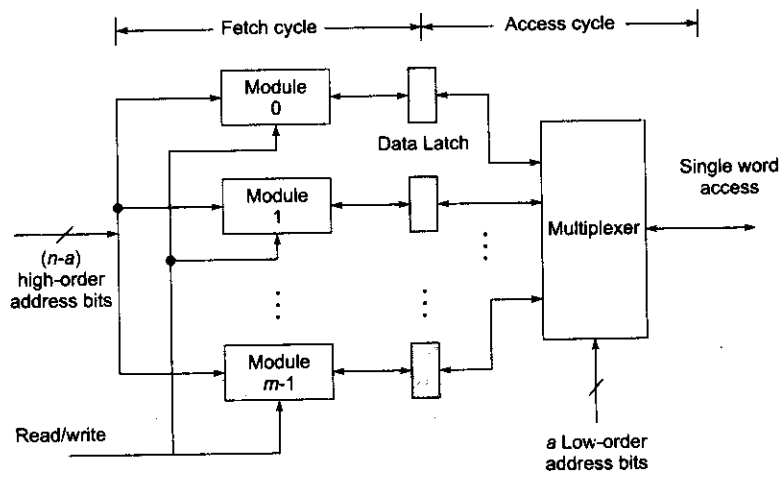 Fetch cycle
Access cycle
Module
0
Data Latch
Module
1
Single word
access
Multiplexer
(n-a)
high-order
address bits
Module
m-1
Read/write
a Low-order
address bits